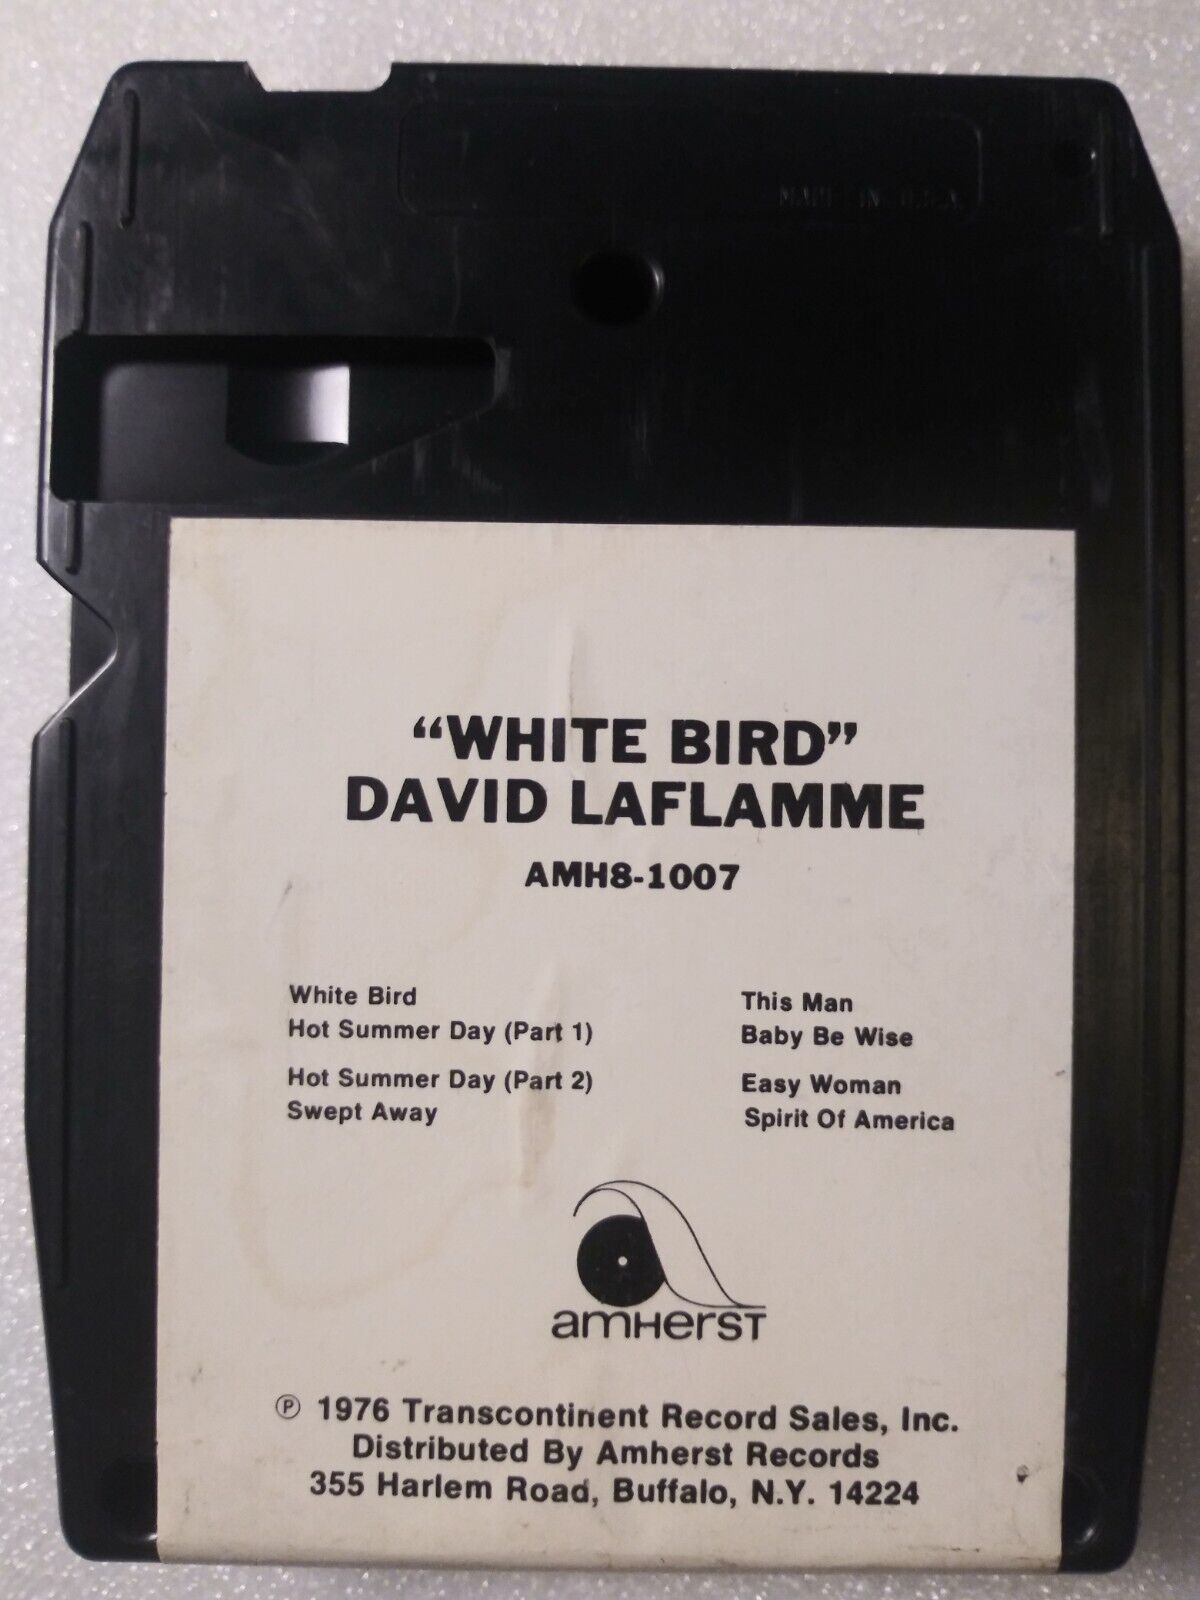 MADE IN U.S.A.
“WHITE BIRD”
DAVID LAFLAMME
AMH8-1007
White Bird
Hot Summer Day (Part 1)
Hot Summer Day (Part 2)
Swept Away
This Man
Baby Be Wise
Easy Woman
Spirit Of America
amHersT
℗ 1976 Transcontinent Record Sales, Inc.
Distributed By Amherst Records
355 Harlem Road, Buffalo, N.Y. 14224